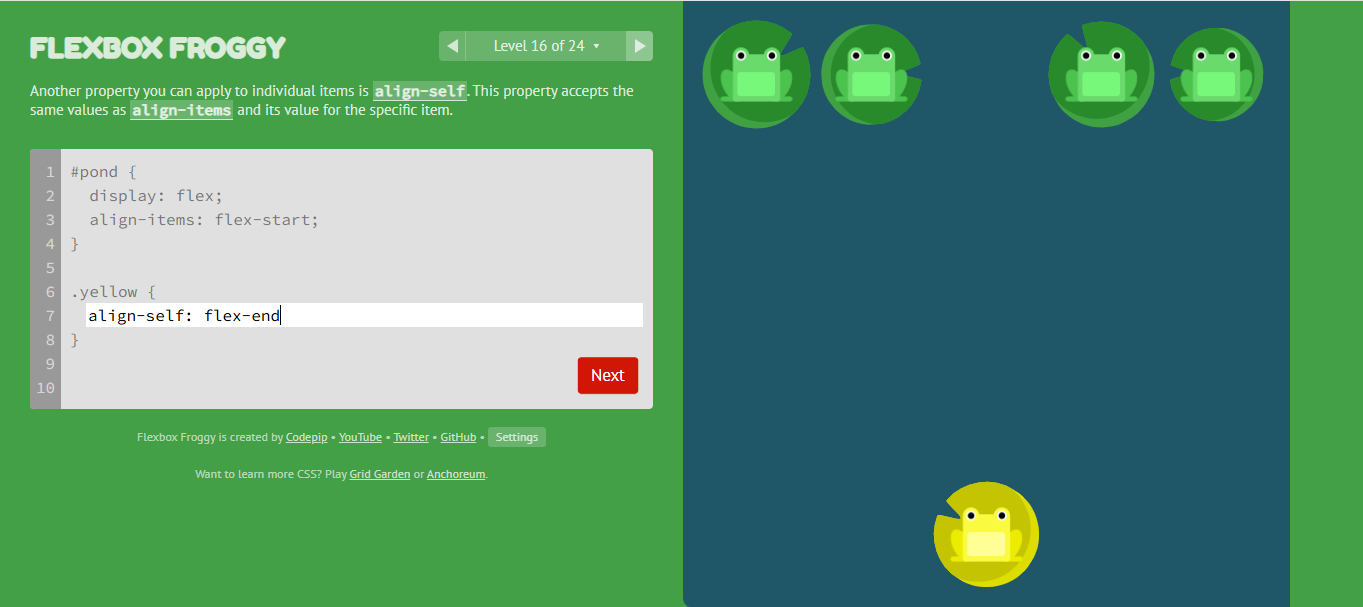 FLEXBOX FROGGY
Level 16 of 24
Another property you can apply to individual items is align-self. This property accepts the
same values as align-items and its value for the specific item.
1 #pond {
2 display: flex;
3 align-items: flex-start;
4 }
5
6 .yellow {
7 align-self: flex-end
8 }
9
10
Next
Flexbox Froggy is created by Codepip • YouTube • Twitter • GitHub • Settings
Want to learn more CSS? Play Grid Garden or Anchoreum.